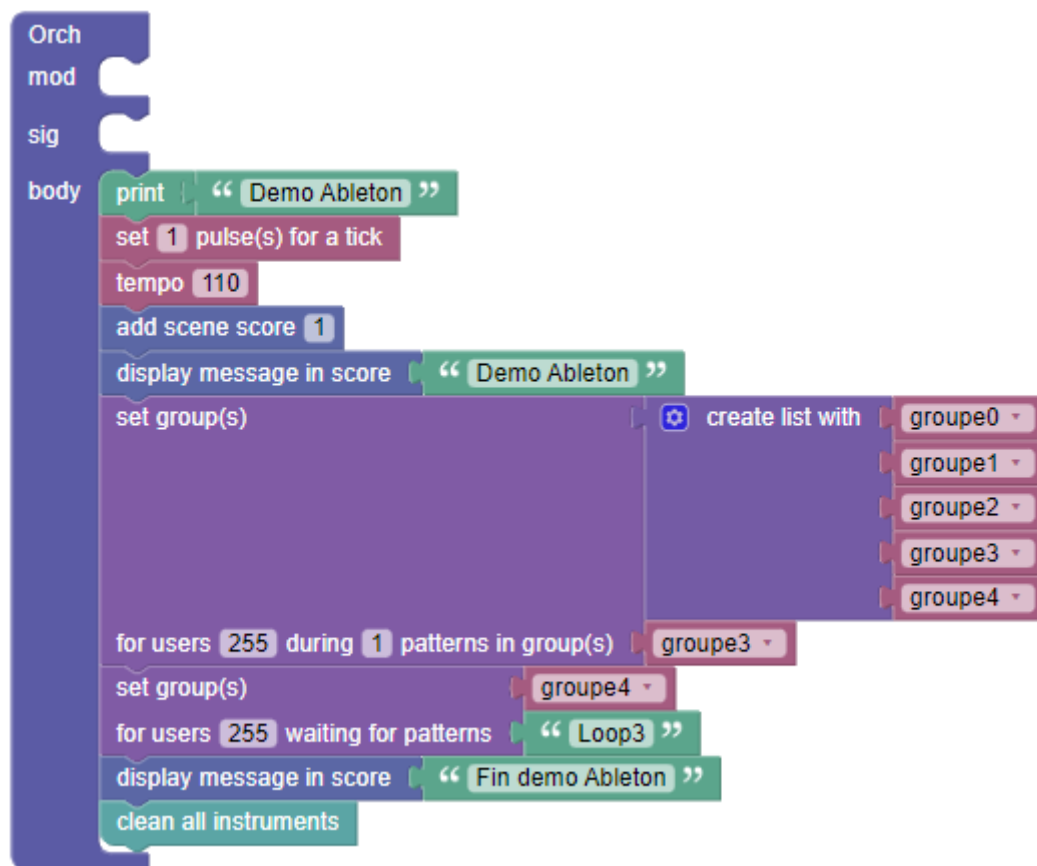 Orch
mod
sig
body print “ Demo Ableton ”
set 1 pulse(s) for a tick
tempo 110
add scene score 1
display message in score “ Demo Ableton ”
set group(s) create list with groupe0
groupe1
groupe2
groupe3
groupe4
for users 255 during 1 patterns in group(s) groupe3
set group(s) groupe4
for users 255 waiting for patterns “ Loop3 ”
display message in score “ Fin demo Ableton ”
clean all instruments